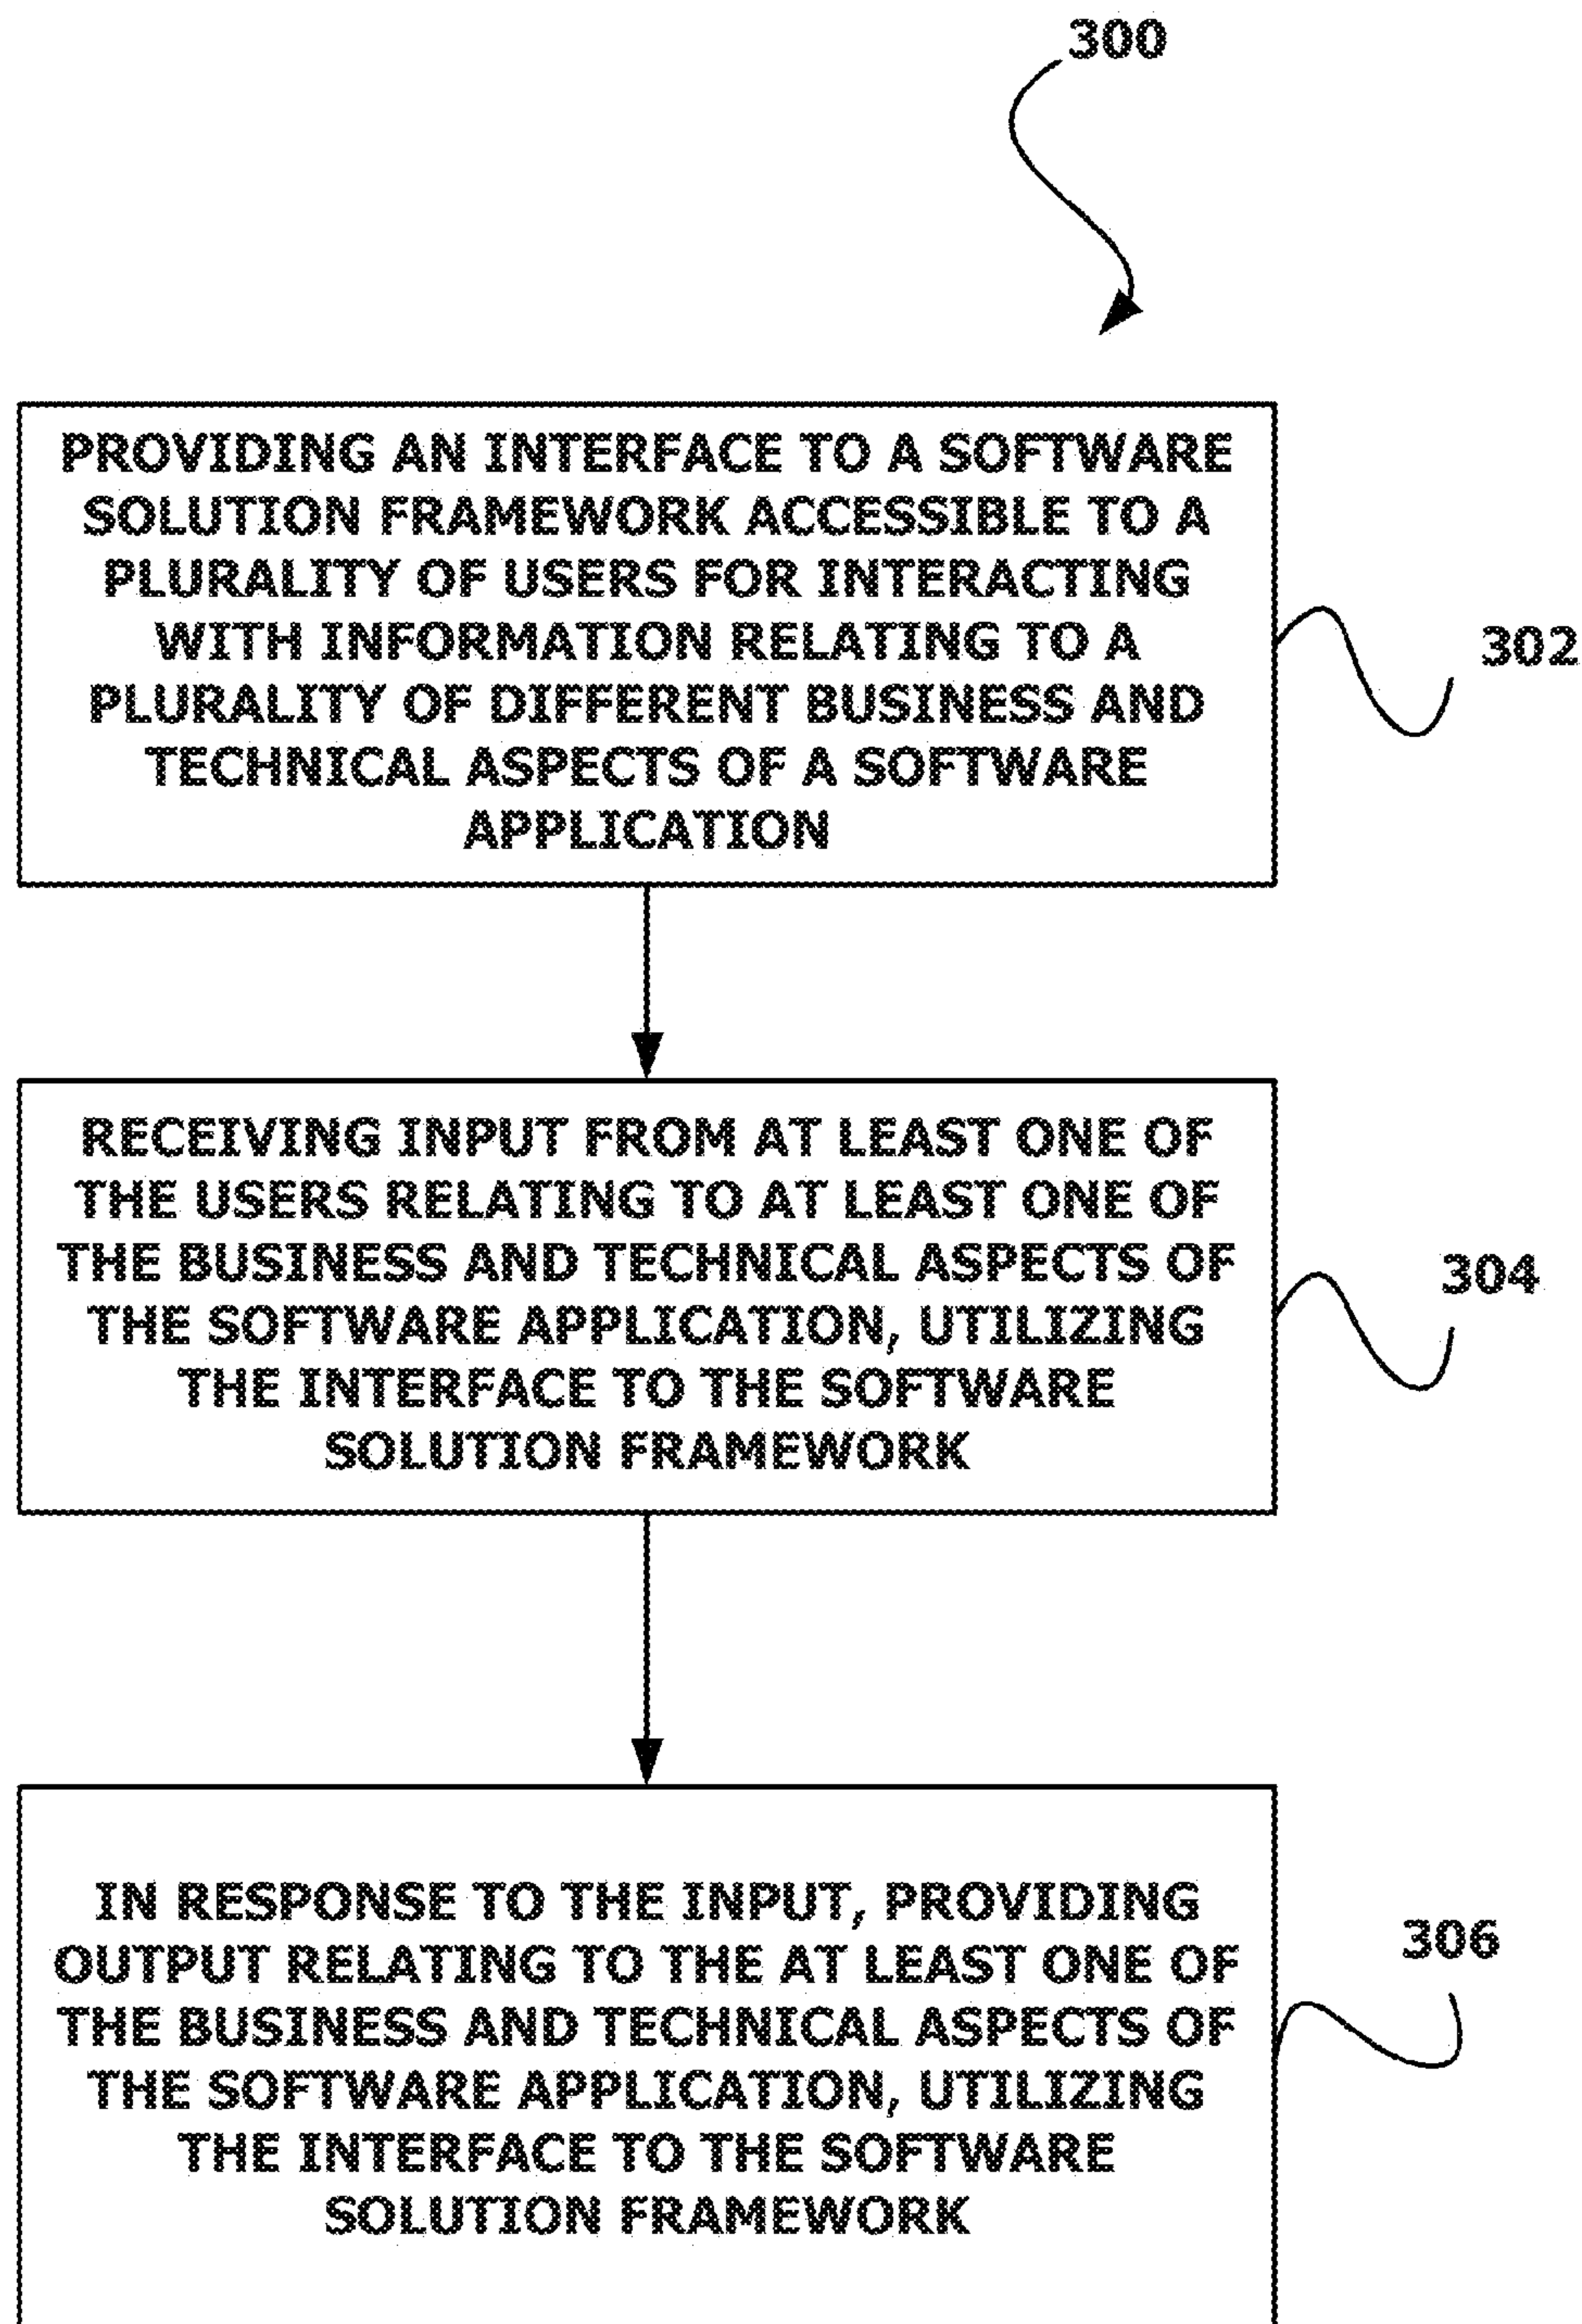 300
PROVIDING AN INTERFACE TO A SOFTWARE
SOLUTION FRAMEWORK ACCESSIBLE TO A
PLURALITY OF USERS FOR INTERACTING
WITH INFORMATION RELATING TO A
PLURALITY OF DIFFERENT BUSINESS AND
TECHNICAL ASPECTS OF A SOFTWARE
APPLICATION
302
RECEIVING INPUT FROM AT LEAST ONE OF
THE USERS RELATING TO AT LEAST ONE OF
THE BUSINESS AND TECHNICAL ASPECTS OF
THE SOFTWARE APPLICATION, UTILIZING
THE INTERFACE TO THE SOFTWARE
SOLUTION FRAMEWORK
304
IN RESPONSE TO THE INPUT, PROVIDING
OUTPUT RELATING TO THE AT LEAST ONE OF
THE BUSINESS AND TECHNICAL ASPECTS OF
THE SOFTWARE APPLICATION, UTILIZING
THE INTERFACE TO THE SOFTWARE
SOLUTION FRAMEWORK
306